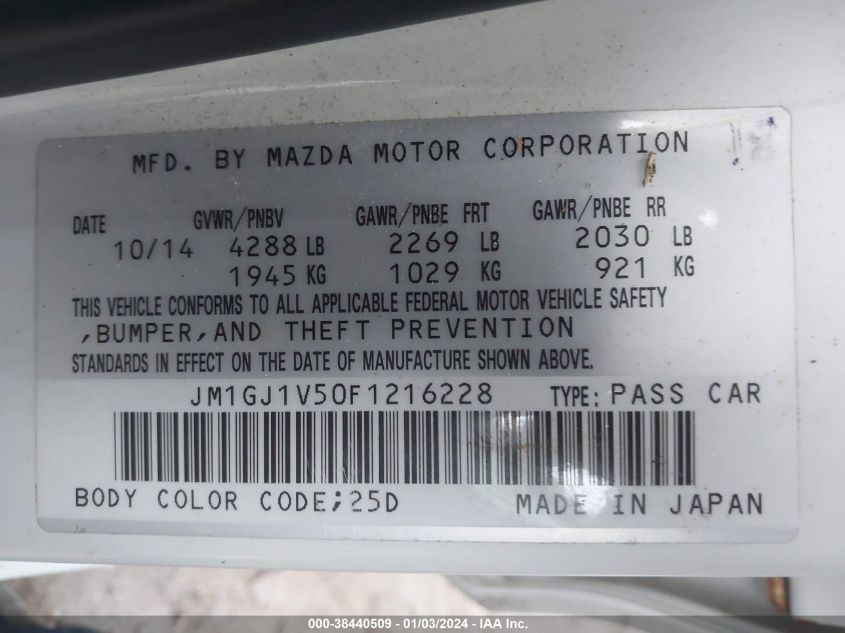 MFD. BY MAZDA MOTOR CORPORATION
DATE GVWR/PNBV GAWR/PNBE FRT GAWR/PNBE RR
10/14 4288 LB 2269 LB 2030 LB
1945 KG 1029 KG 921 KG
THIS VEHICLE CONFORMS TO ALL APPLICABLE FEDERAL MOTOR VEHICLE SAFETY
,BUMPER,AND THEFT PREVENTION
STANDARDS IN EFFECT ON THE DATE OF MANUFACTURE SHOWN ABOVE.
JM1GJ1V50F1216228 TYPE: PASS CAR
BODY COLOR CODE;25D MADE IN JAPAN
000-38440509 - 01/03/2024 - IAA Inc.